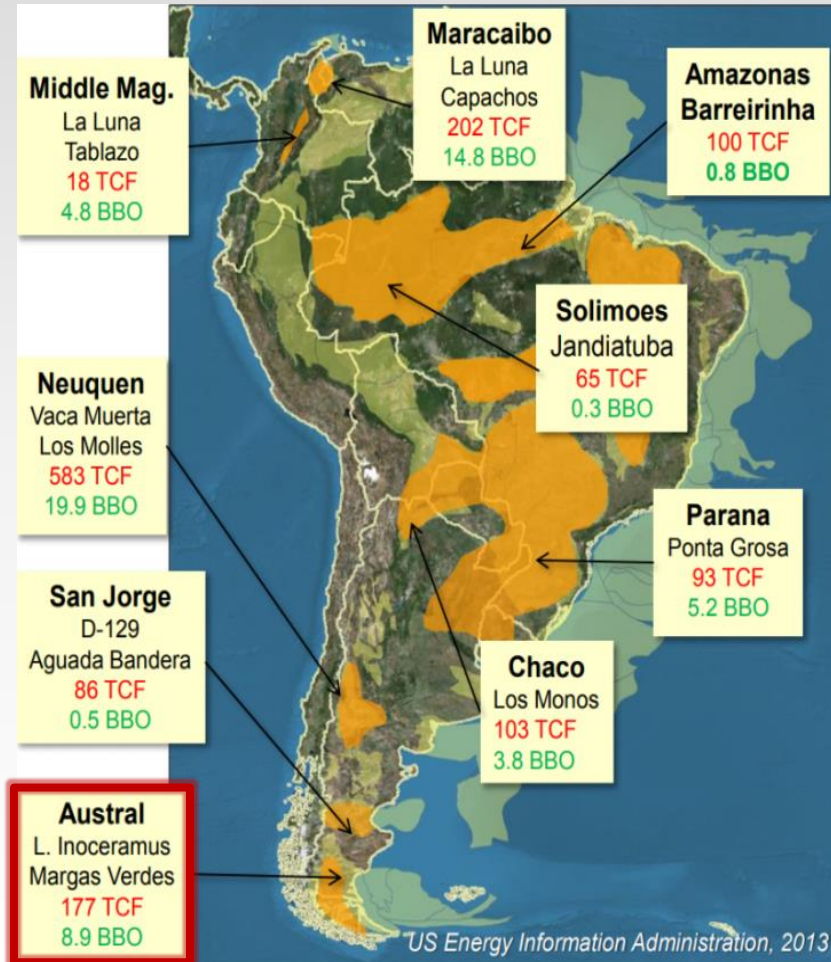 Maracaibo
La Luna
Capachos
202 TCF
14.8 BBO
Middle Mag.
La Luna
Tablazo
18 TCF
4.8 BBO
Amazonas
Barreirinha
100 TCF
0.8 BBO
Solimoes
Jandiatuba
65 TCF
0.3 BBO
Neuquen
Vaca Muerta
Los Molles
583 TCF
19.9 BBO
Parana
Ponta Grosa
93 TCF
5.2 BBO
San Jorge
D-129
Aguada Bandera
86 TCF
0.5 BBO
Chaco
Los Monos
103 TCF
3.8 BBO
Austral
L. Inoceramus
Margas Verdes
177 TCF
8.9 BBO
US Energy Information Administration, 2013